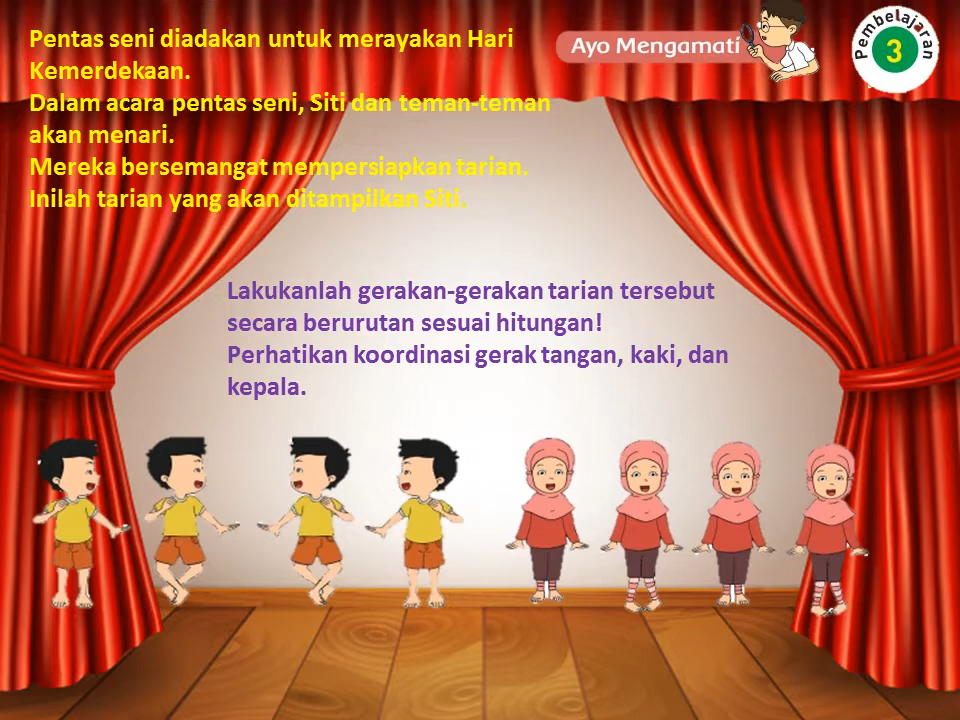 Pentas seni diadakan untuk merayakan Hari
Kemerdekaan.
Dalam acara pentas seni, Siti dan teman-teman
akan menari.
Mereka bersemangat mempersiapkan tarian.
Inilah tarian yang akan ditampilkan Siti.
Ayo Mengamati
Pembelajaran
3
Lakukanlah gerakan-gerakan tarian tersebut
secara berurutan sesuai hitungan!
Perhatikan koordinasi gerak tangan, kaki, dan
kepala.